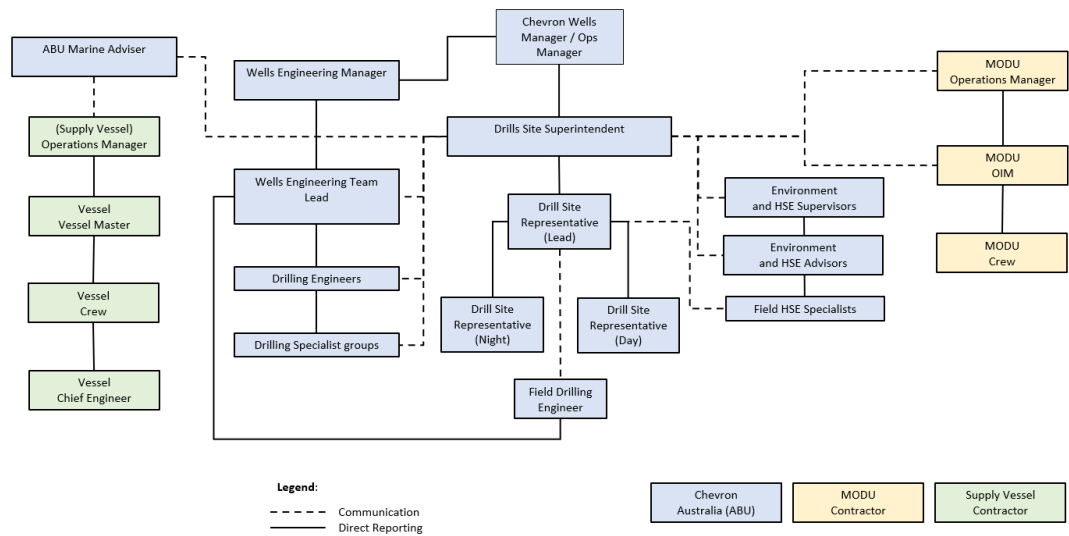 Chevron Wells
Manager / Ops
Manager
ABU Marine Adviser
Wells Engineering Manager
MODU
Operations Manager
(Supply Vessel)
Operations Manager
Drills Site Superintendent
MODU
OIM
Wells Engineering Team
Lead
Environment
and HSE Supervisors
Vessel
Vessel Master
Drill Site
Representative
(Lead)
Environment
and HSE Advisors
MODU
Crew
Drilling Engineers
Vessel
Crew
Drill Site
Representative
(Night)
Drill Site
Representative
(Day)
Field HSE Specialists
Drilling Specialist groups
Vessel
Chief Engineer
Field Drilling
Engineer
Legend:
Communication
Direct Reporting
Chevron
Australia (ABU)
MODU
Contractor
Supply Vessel
Contractor